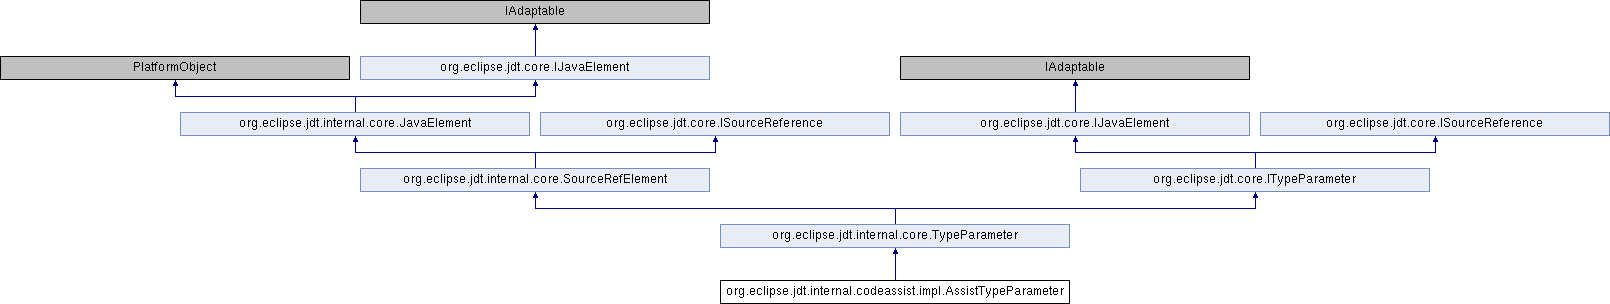 IAdaptable
PlatformObject
org.eclipse.jdt.core.IJavaElement
IAdaptable
org.eclipse.jdt.internal.core.JavaElement
org.eclipse.jdt.core.ISourceReference
org.eclipse.jdt.core.IJavaElement
org.eclipse.jdt.core.ISourceReference
org.eclipse.jdt.internal.core.SourceRefElement
org.eclipse.jdt.core.ITypeParameter
org.eclipse.jdt.internal.core.TypeParameter
org.eclipse.jdt.internal.codeassist.impl.AssistTypeParameter